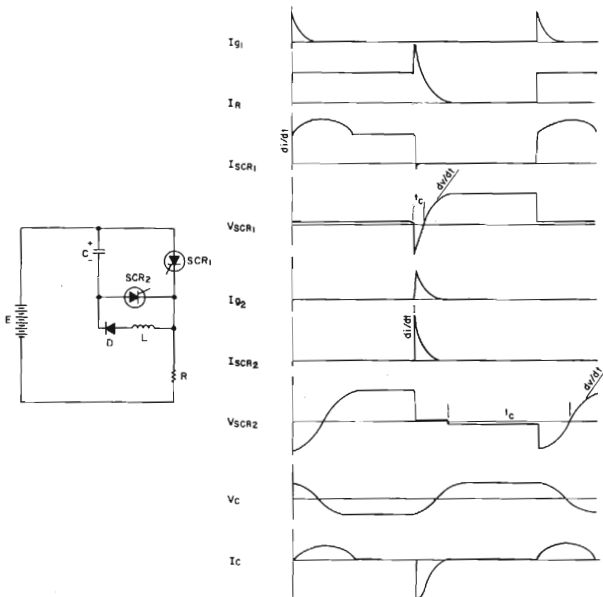 Ig1
IR
di/dt
ISCR1
tc
dv/dt
VSCR1
Ig2
di/dt
ISCR2
dv/dt
tc
VSCR2
VC
IC
+
C
-
SCR1
SCR2
E
D
L
R